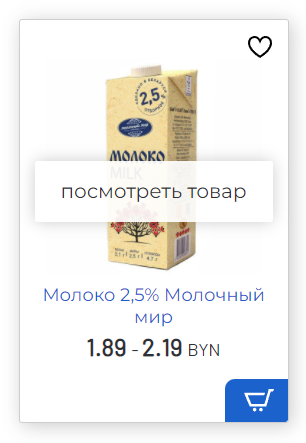 2,5
МОЛОКО
MILK
посмотреть товар
Молоко 2,5% Молочный
мир
1.89 - 2.19 BYN